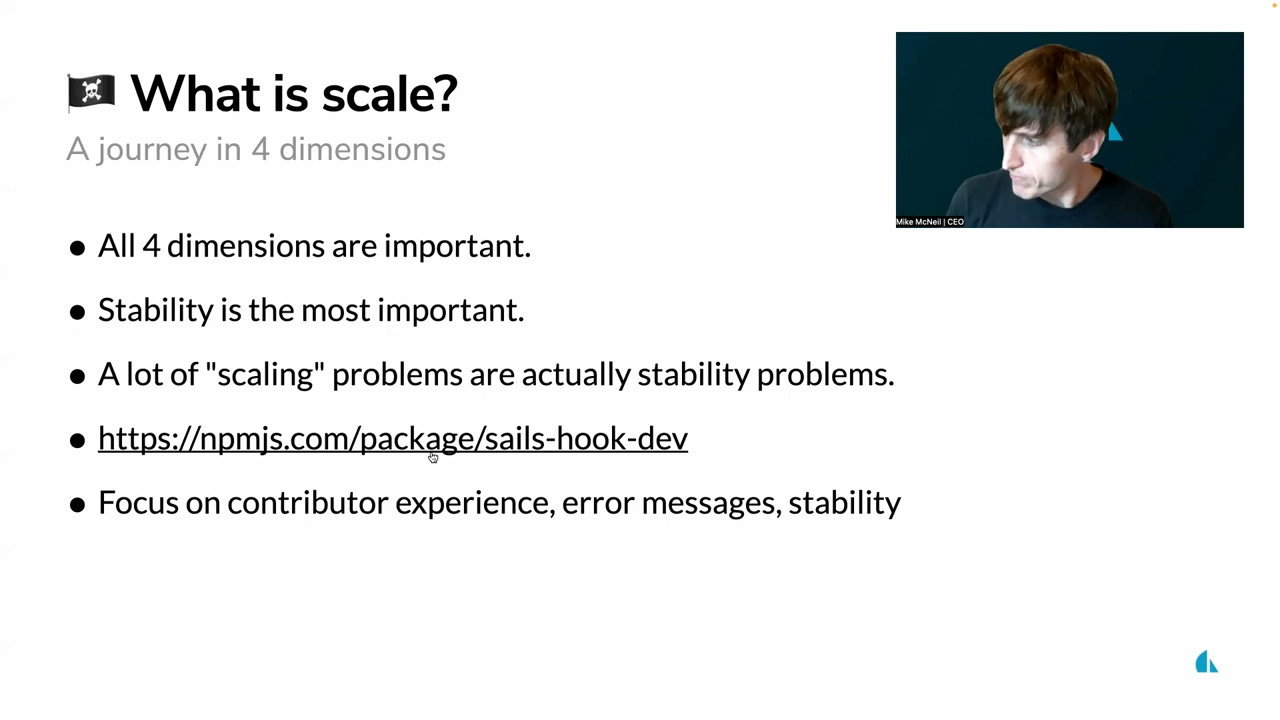 What is scale?
A journey in 4 dimensions
Mike McNeil | CEO
● All 4 dimensions are important.
● Stability is the most important.
● A lot of "scaling" problems are actually stability problems.
● https://npmjs.com/package/sails-hook-dev
● Focus on contributor experience, error messages, stability